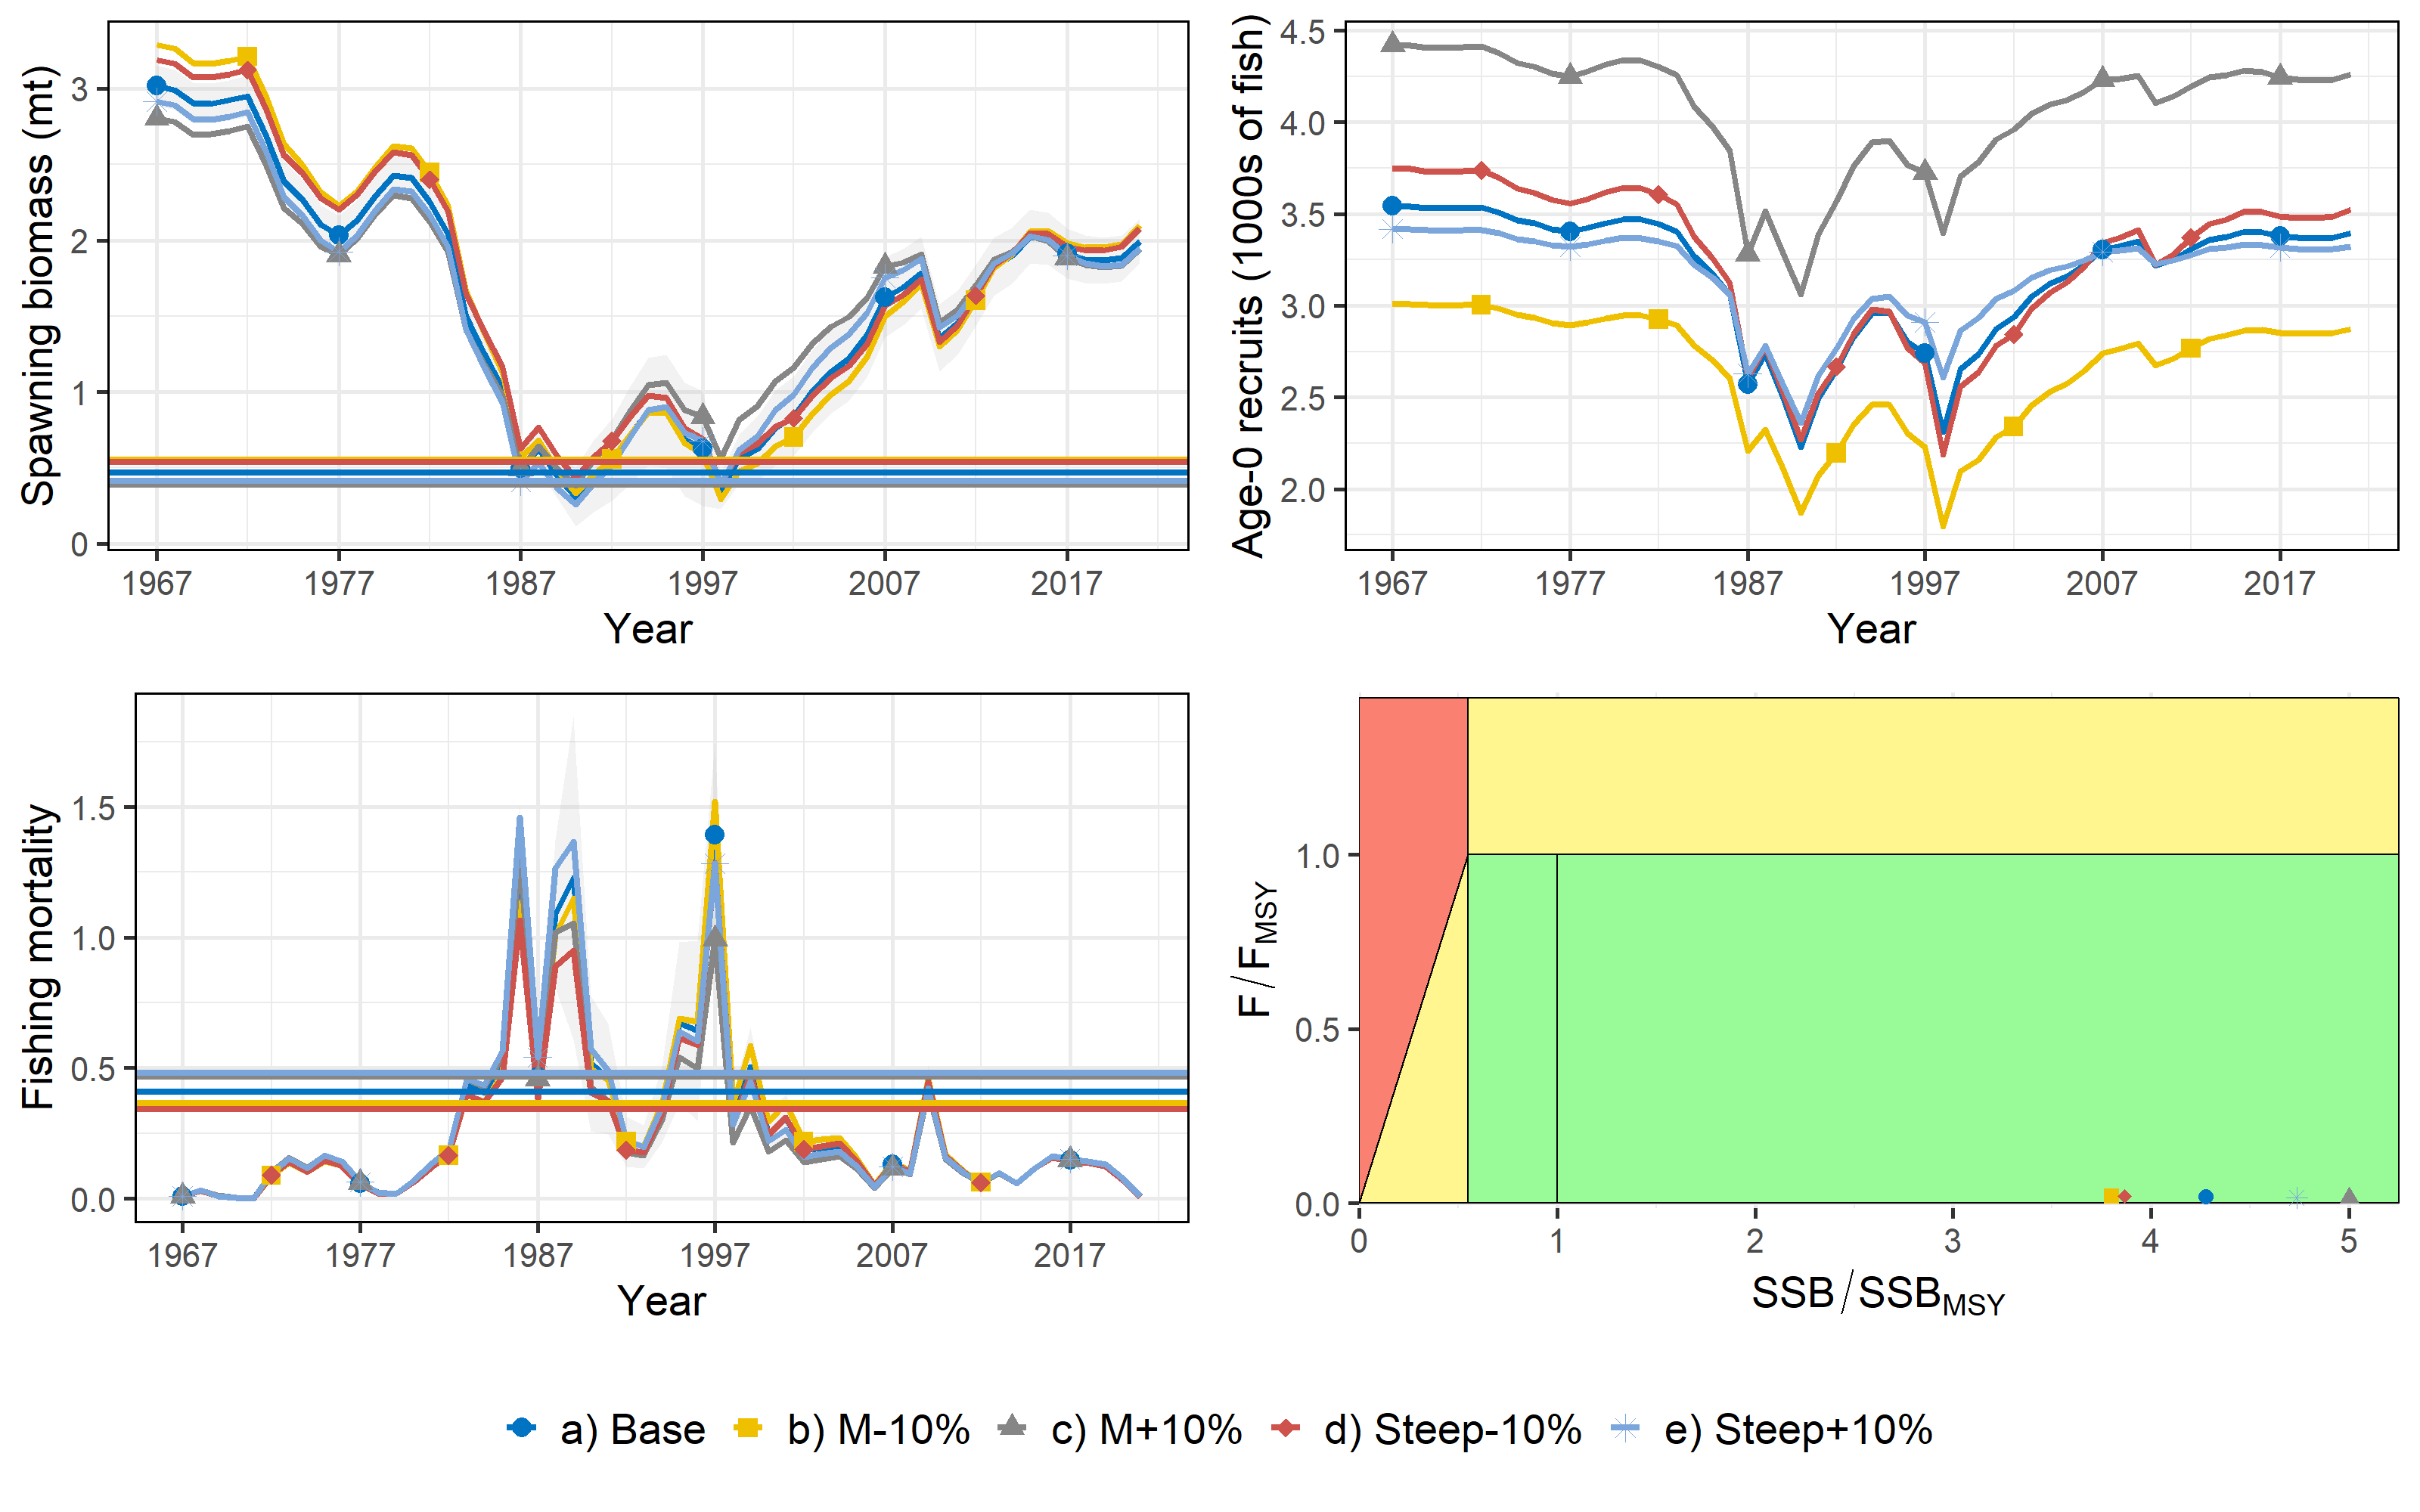 Spawning biomass (mt)
3
2
1
0
1967 1977 1987 1997 2007 2017
Year
Age-0 recruits (1000s of fish)
4.5
4.0
3.5
3.0
2.5
2.0
1967 1977 1987 1997 2007 2017
Year
Fishing mortality
1.5
1.0
0.5
0.0
1967 1977 1987 1997 2007 2017
Year
F/FMSY
1.0
0.5
0.0
0 1 2 3 4 5
SSB/SSBMSY
a) Base b) M-10% c) M+10% d) Steep-10% e) Steep+10%